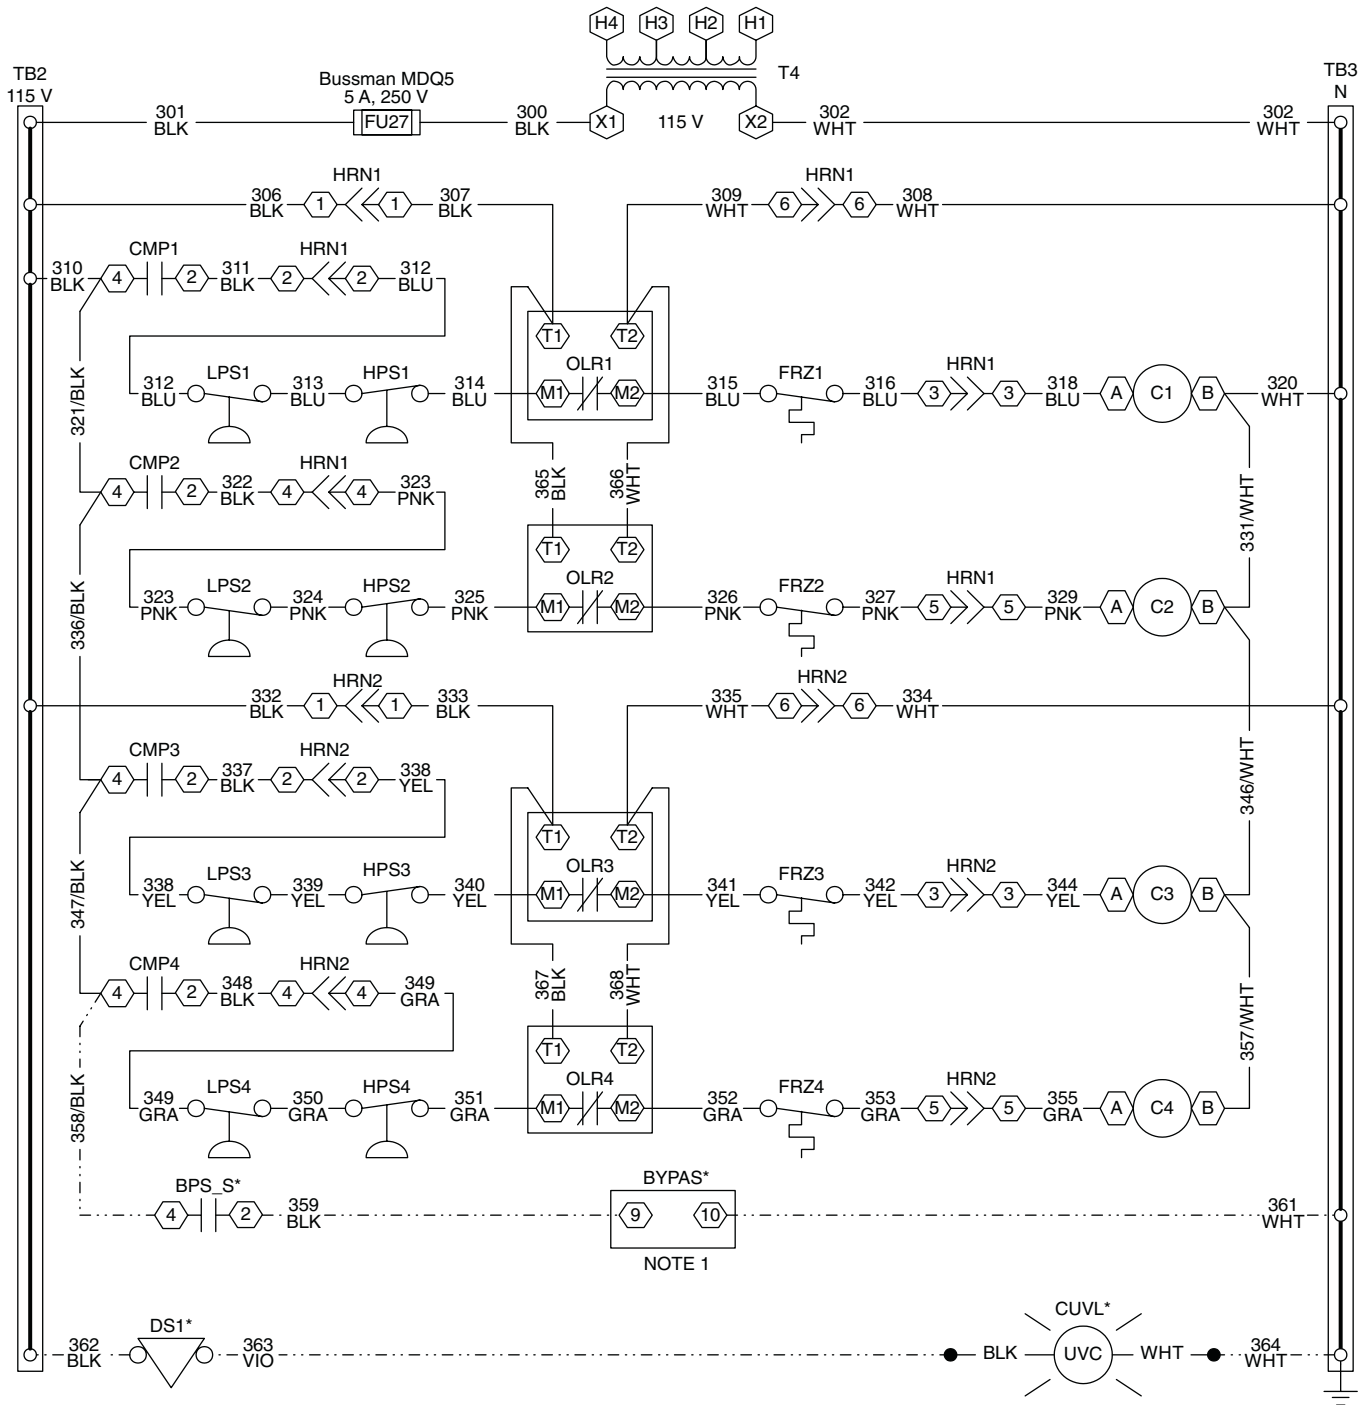 H4 H3 H2 H1
T4
TB2
115 V
Bussman MDQ5
5 A, 250 V
TB3
N
301
BLK
FU27
300
BLK
X1 115 V X2
302
WHT
302
WHT
HRN1 HRN1
306
BLK
1 1
307
BLK
309
WHT
6 6
308
WHT
310
BLK
CMP1 HRN1
4 2
311
BLK
2 2
312
BLU
T1 T2
321/BLK
312
BLU
LPS1
313
BLU
HPS1
314
BLU
OLR1
M1 M2
315
BLU
FRZ1
316
BLU
HRN1
3 3
318
BLU
A C1 B
320
WHT
CMP2 HRN1
4 2
322
BLK
4 4
323
PNK
365
BLK
366
WHT
331/WHT
T1 T2
336/BLK
323
PNK
LPS2
324
PNK
HPS2
325
PNK
OLR2
M1 M2
326
PNK
FRZ2
327
PNK
HRN1
5 5
329
PNK
A C2 B
HRN2 HRN2
332
BLK
1 1
333
BLK
335
WHT
6 6
334
WHT
CMP3 HRN2
4 2
337
BLK
2 2
338
YEL
346/WHT
T1 T2
347/BLK
338
YEL
LPS3
339
YEL
HPS3
340
YEL
OLR3
M1 M2
341
YEL
FRZ3
342
YEL
HRN2
3 3
344
YEL
A C3 B
CMP4 HRN2
4 2
348
BLK
4 4
349
GRA
367
BLK
368
WHT
357/WHT
T1 T2
358/BLK
349
GRA
LPS4
350
GRA
HPS4
351
GRA
OLR4
M1 M2
352
GRA
FRZ4
353
GRA
HRN2
5 5
355
GRA
A C4 B
BPS_S*
4 2
359
BLK
BYPAS*
9 10
NOTE 1
361
WHT
362
BLK
DS1*
363
VIO
CUVL*
BLK UVC WHT
364
WHT